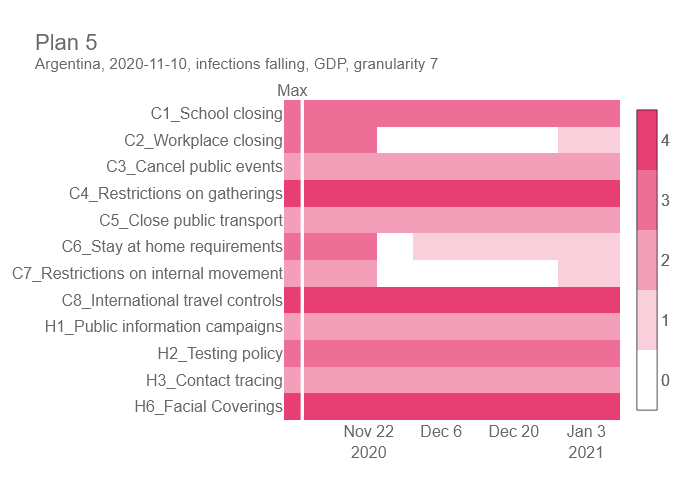 Plan 5
Argentina, 2020-11-10, infections falling, GDP, granularity 7
Max
C1_School closing
C2_Workplace closing
C3_Cancel public events
C4_Restrictions on gatherings
C5_Close public transport
C6_Stay at home requirements
C7_Restrictions on internal movement
C8_International travel controls
H1_Public information campaigns
H2_Testing policy
H3_Contact tracing
H6_Facial Coverings
4
3
2
1
0
Nov 22 Dec 6 Dec 20 Jan 3
2020 2021